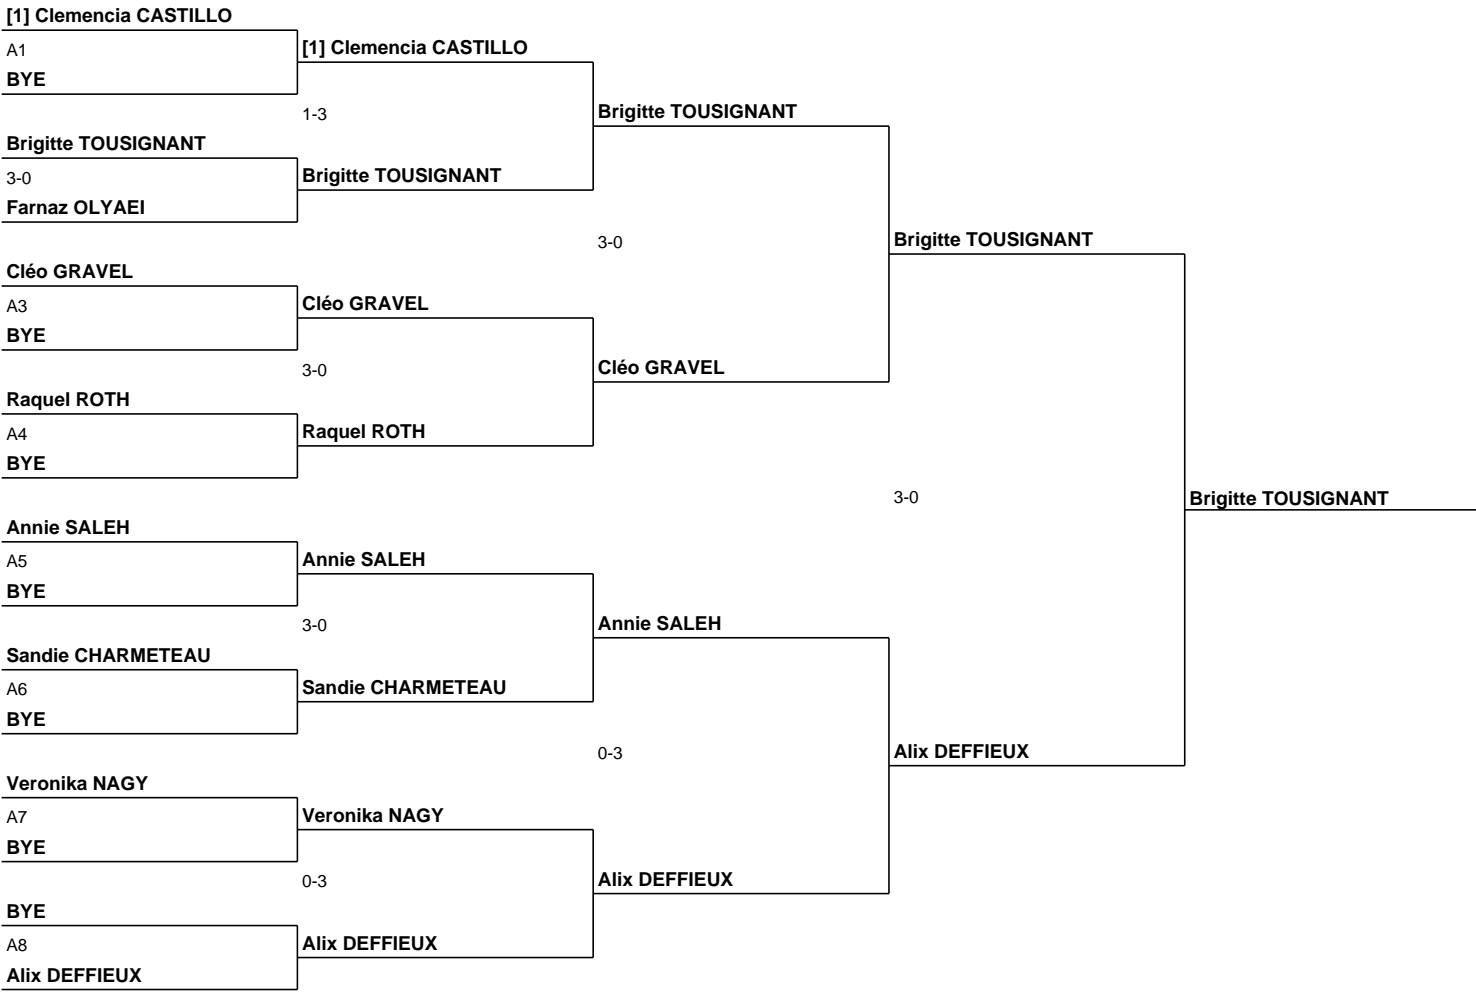 [1] Clemencia CASTILLO
A1
BYE
[1] Clemencia CASTILLO
1-3
Brigitte TOUSIGNANT
3-0
Farnaz OLYAEI
Brigitte TOUSIGNANT
Brigitte TOUSIGNANT
3-0
Cléo GRAVEL
A3
BYE
Cléo GRAVEL
3-0
Raquel ROTH
A4
BYE
Raquel ROTH
Cléo GRAVEL
Brigitte TOUSIGNANT
3-0
Brigitte TOUSIGNANT
Annie SALEH
A5
BYE
Annie SALEH
3-0
Sandie CHARMETEAU
A6
BYE
Sandie CHARMETEAU
Annie SALEH
0-3
Veronika NAGY
A7
BYE
Veronika NAGY
0-3
BYE
A8
Alix DEFFIEUX
Alix DEFFIEUX
Alix DEFFIEUX
Alix DEFFIEUX